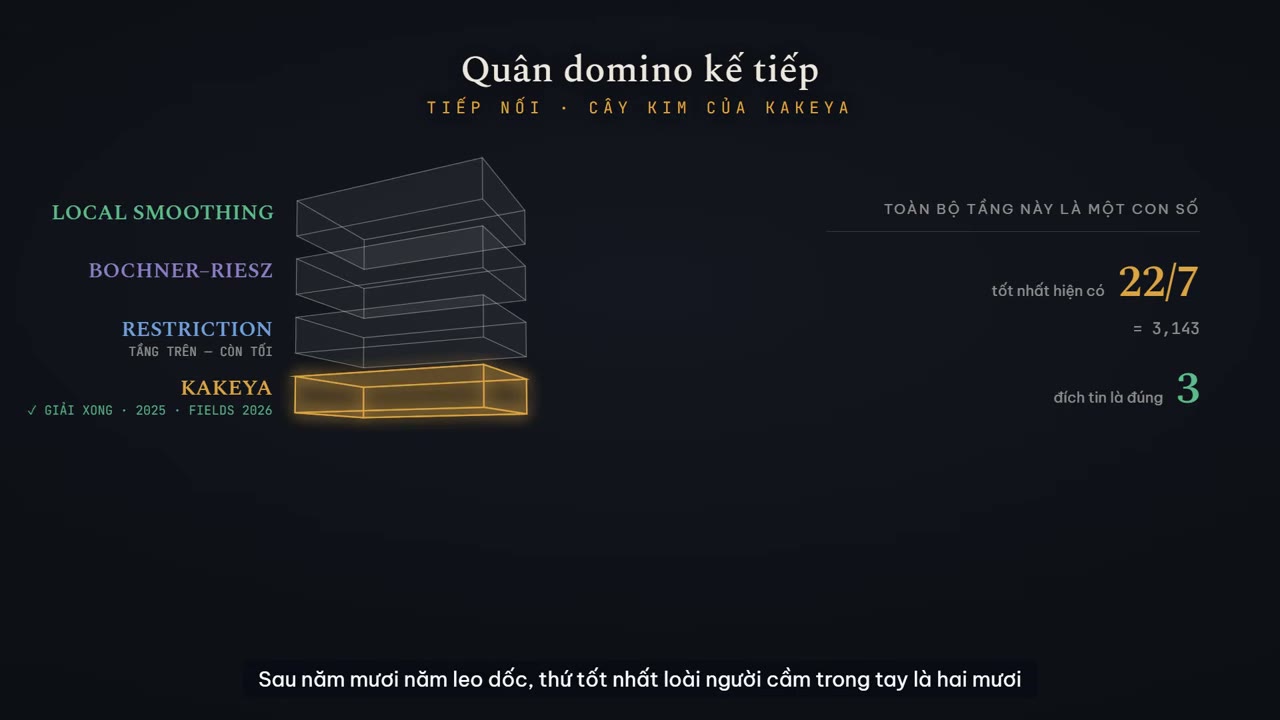 Quân domino kế tiếp
TIẾP NỐI · CÂY KIM CỦA KAKEYA
LOCAL SMOOTHING
BOCHNER–RIESZ
RESTRICTION
TẦNG TRÊN — CÒN TỐI
KAKEYA
✓ GIẢI XONG · 2025 · FIELDS 2026
TOÀN BỘ TẦNG NÀY LÀ MỘT CON SỐ
tốt nhất hiện có 22/7
= 3,143
đích tin là đúng 3
Sau năm mươi năm leo dốc, thứ tốt nhất loài người cầm trong tay là hai mươi